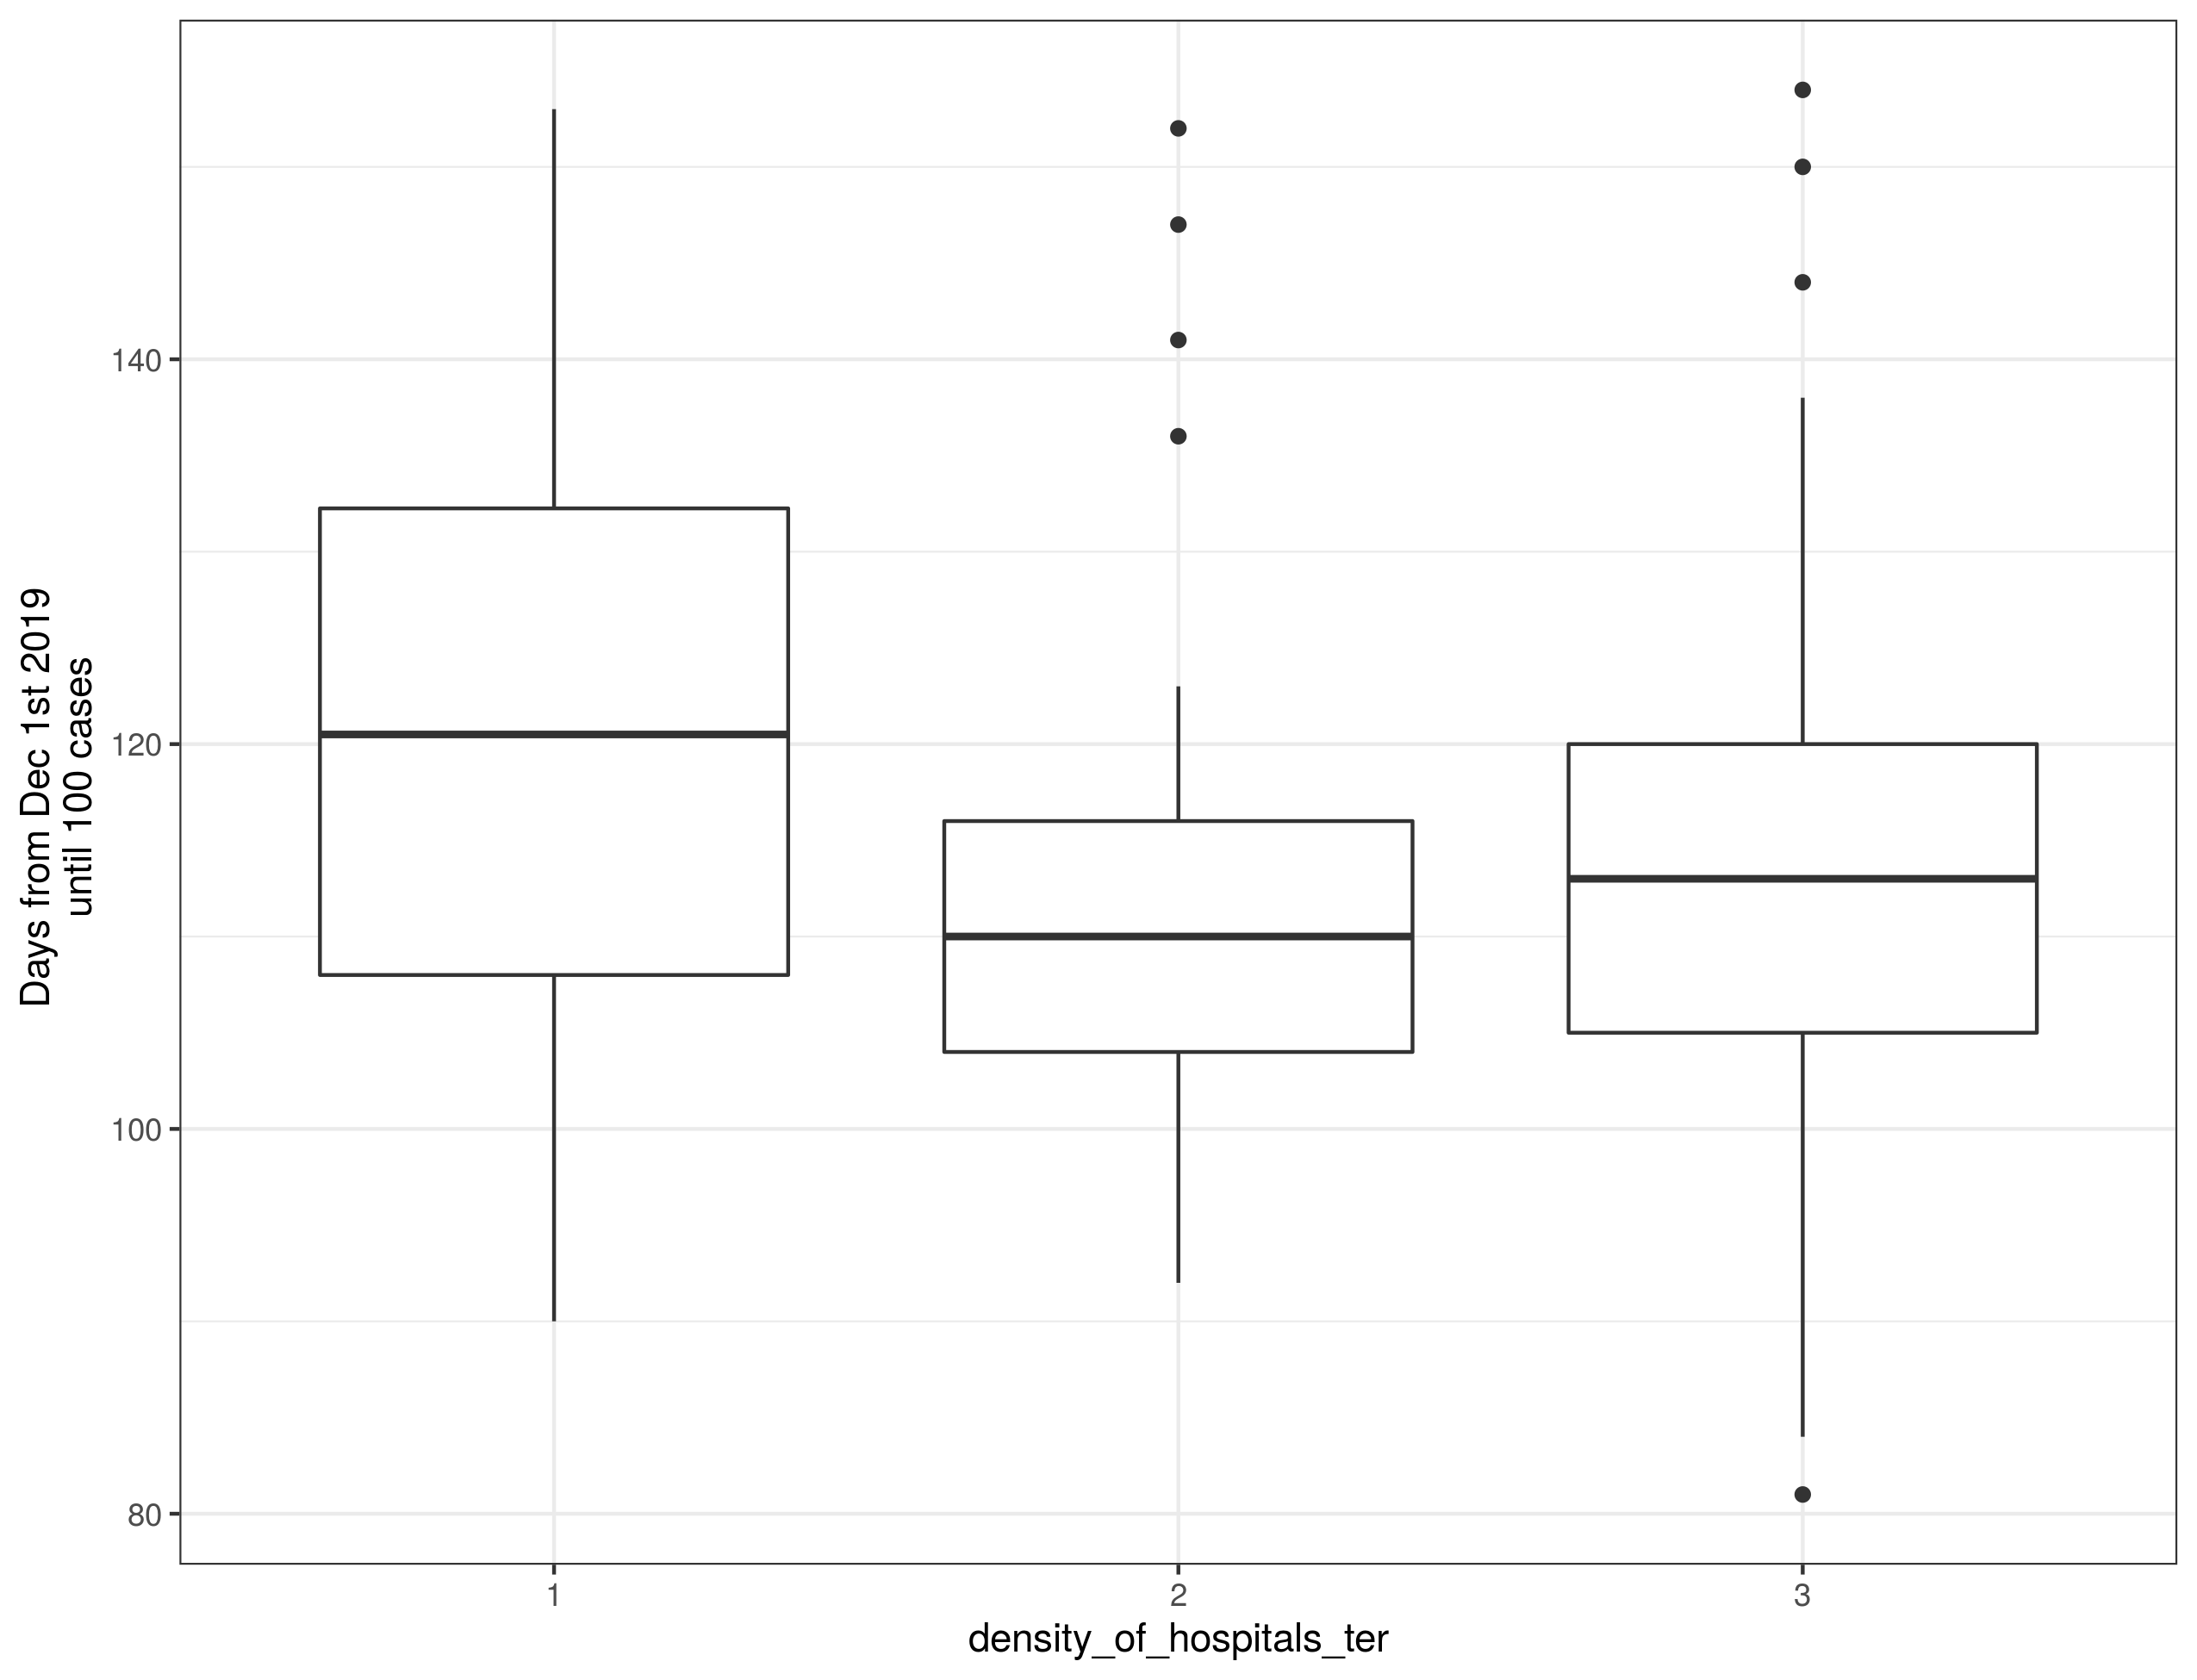 Days from Dec 1st 2019
until 100 cases
140
120
100
80
1
2
3
density_of_hospitals_ter